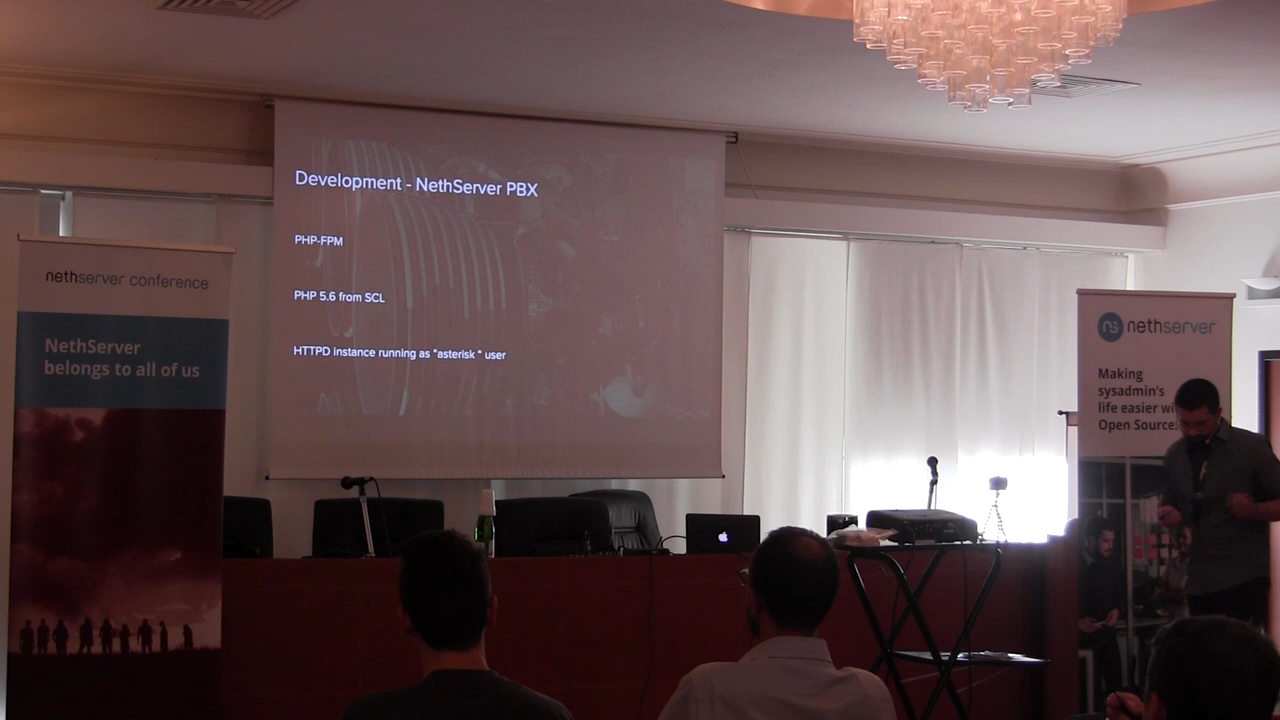 Development - NethServer PBX
PHP-FPM
PHP 5.6 from SCL
HTTPD instance running as "asterisk " user
nethserver conference
NethServer
belongs to all of us
ns nethserver
Making
sysadmin's
life easier
Open Source